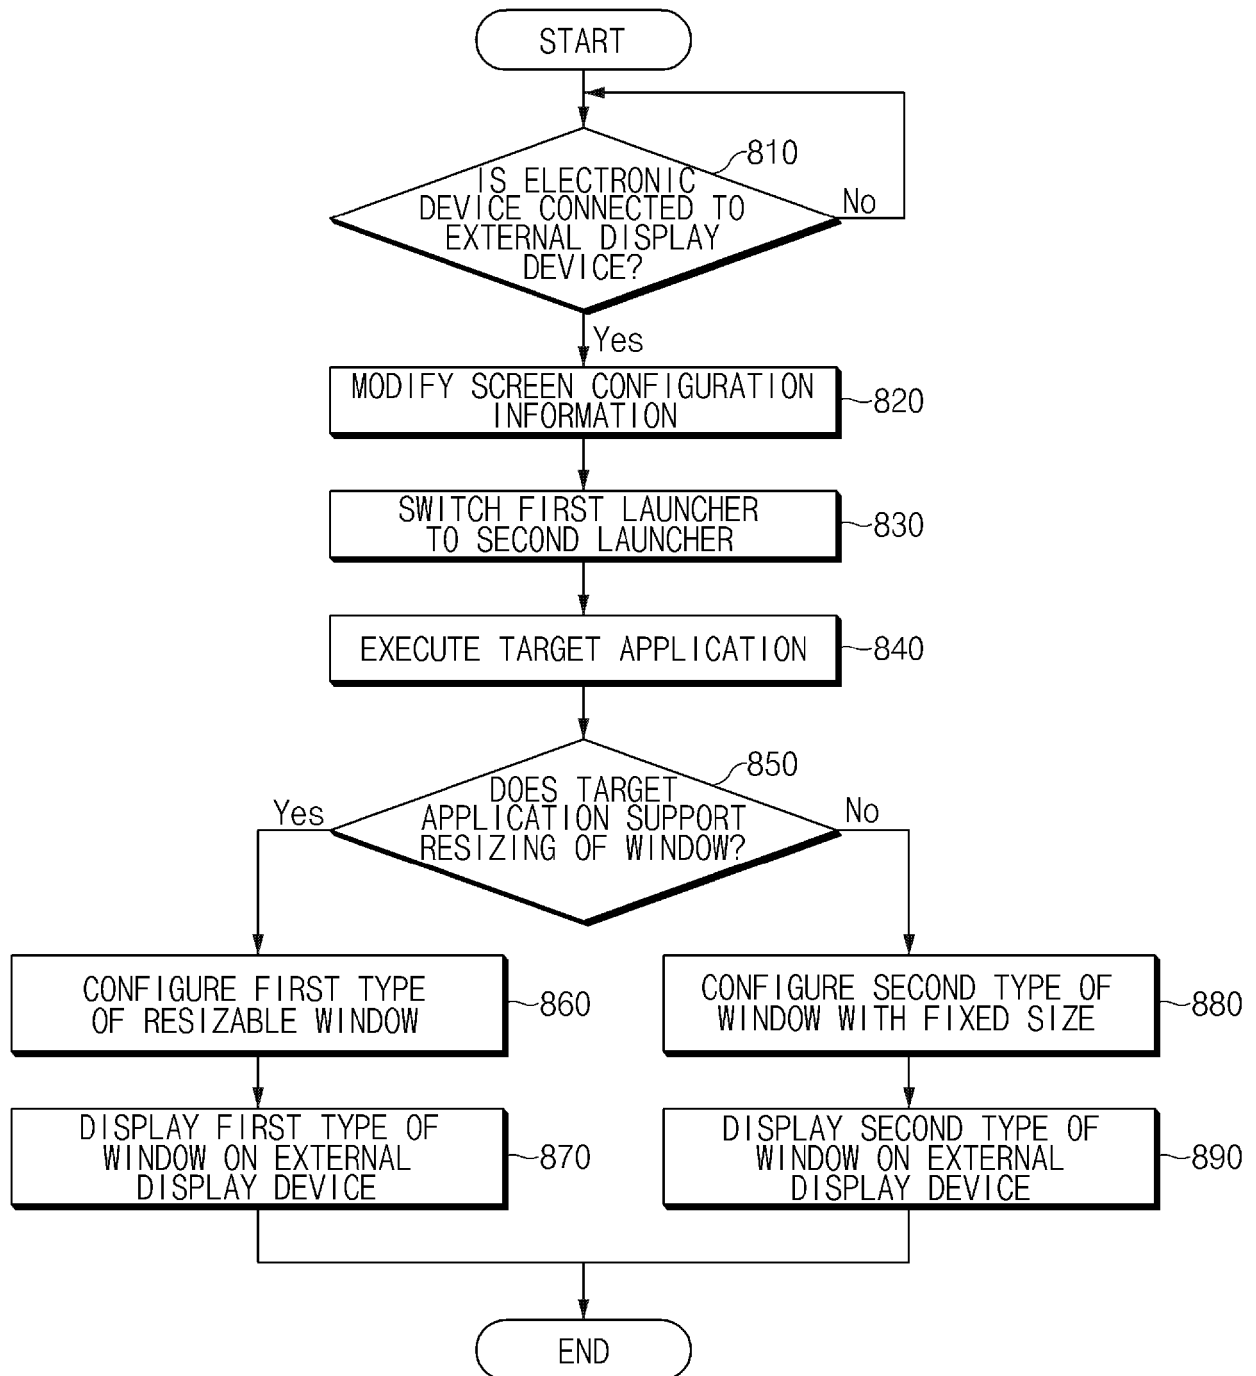 START
810
IS ELECTRONIC
DEVICE CONNECTED TO
EXTERNAL DISPLAY
DEVICE?
No
Yes
MODIFY SCREEN CONFIGURATION
INFORMATION
820
SWITCH FIRST LAUNCHER
TO SECOND LAUNCHER
830
EXECUTE TARGET APPLICATION
840
850
DOES TARGET
APPLICATION SUPPORT
RESIZING OF WINDOW?
Yes
No
CONFIGURE FIRST TYPE
OF RESIZABLE WINDOW
860
CONFIGURE SECOND TYPE OF
WINDOW WITH FIXED SIZE
880
DISPLAY FIRST TYPE OF
WINDOW ON EXTERNAL
DISPLAY DEVICE
870
DISPLAY SECOND TYPE OF
WINDOW ON EXTERNAL
DISPLAY DEVICE
890
END